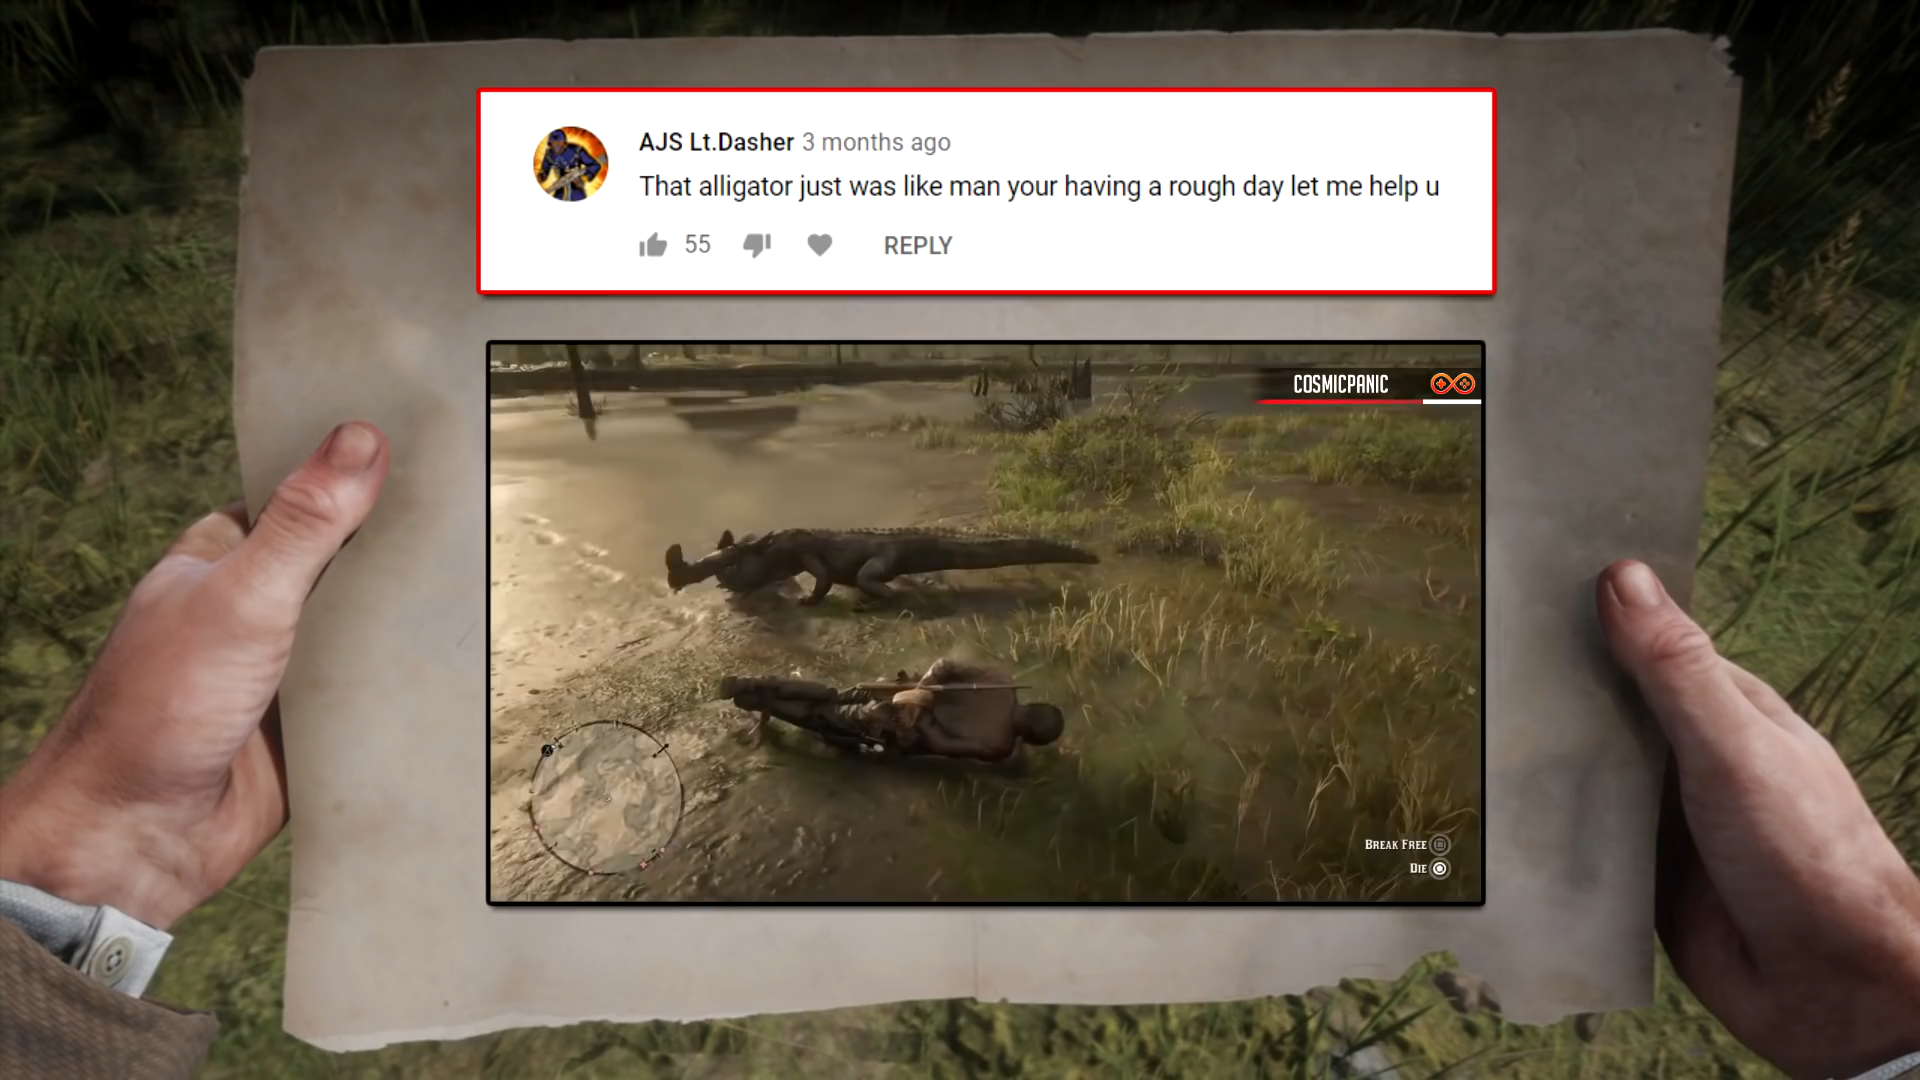 AJS Lt.Dasher 3 months ago
That alligator just was like man your having a rough day let me help u
55 REPLY
COSMICPANIC
BREAK FREE
DIE